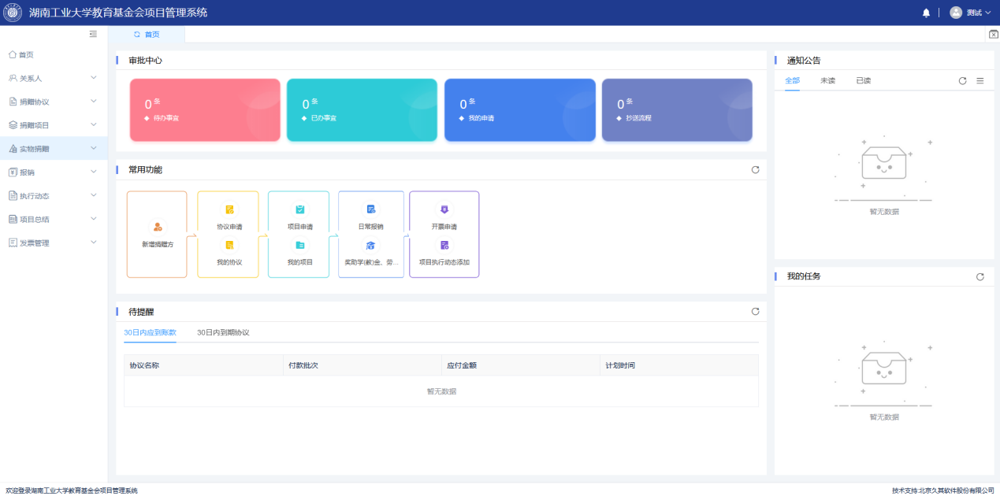 湖南工业大学教育基金会项目管理系统
测试
首页
首页
关系人
捐赠协议
捐赠项目
实物捐赠
报销
执行动态
项目总结
发票管理
审批中心
0条
待办事宜
0条
已办事宜
0条
我的申请
0条
抄送流程
常用功能
新增捐赠方
协议申请
我的协议
项目申请
我的项目
日常报销
奖助学(教)金、劳...
开票申请
项目执行动态添加
待提醒
30日内应到账款 30日内到期协议
协议名称 付款批次 应付金额 计划时间
暂无数据
通知公告
全部 未读 已读
暂无数据
我的任务
暂无数据
欢迎登录湖南工业大学教育基金会项目管理系统
技术支持:北京久其软件股份有限公司